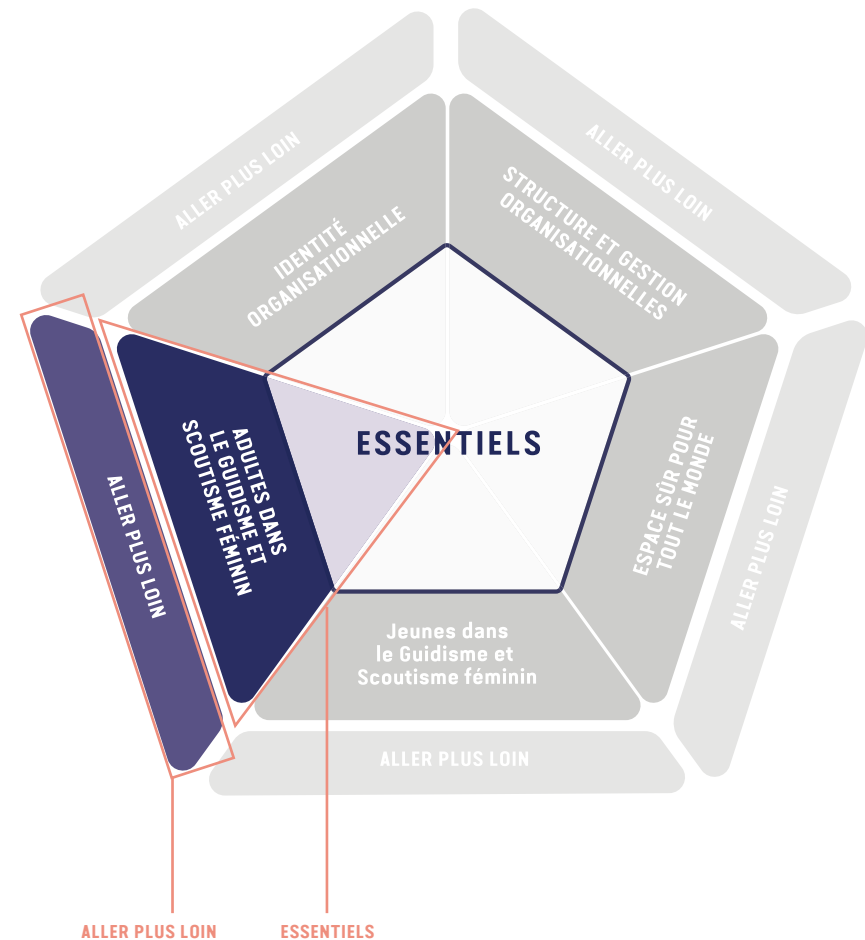 ALLER PLUS LOIN
ALLER PLUS LOIN
IDENTITÉ
ORGANISATIONNELLE
STRUCTURE ET GESTION
ORGANISATIONNELLES
ESSENTIELS
ADULTES DANS
LE GUIDISME ET
SCOUTISME FÉMININ
ALLER PLUS LOIN
ESPACE SÛR POUR
TOUT LE MONDE
ALLER PLUS LOIN
Jeunes dans
le Guidisme et
Scoutisme féminin
ALLER PLUS LOIN
ALLER PLUS LOIN
ESSENTIELS